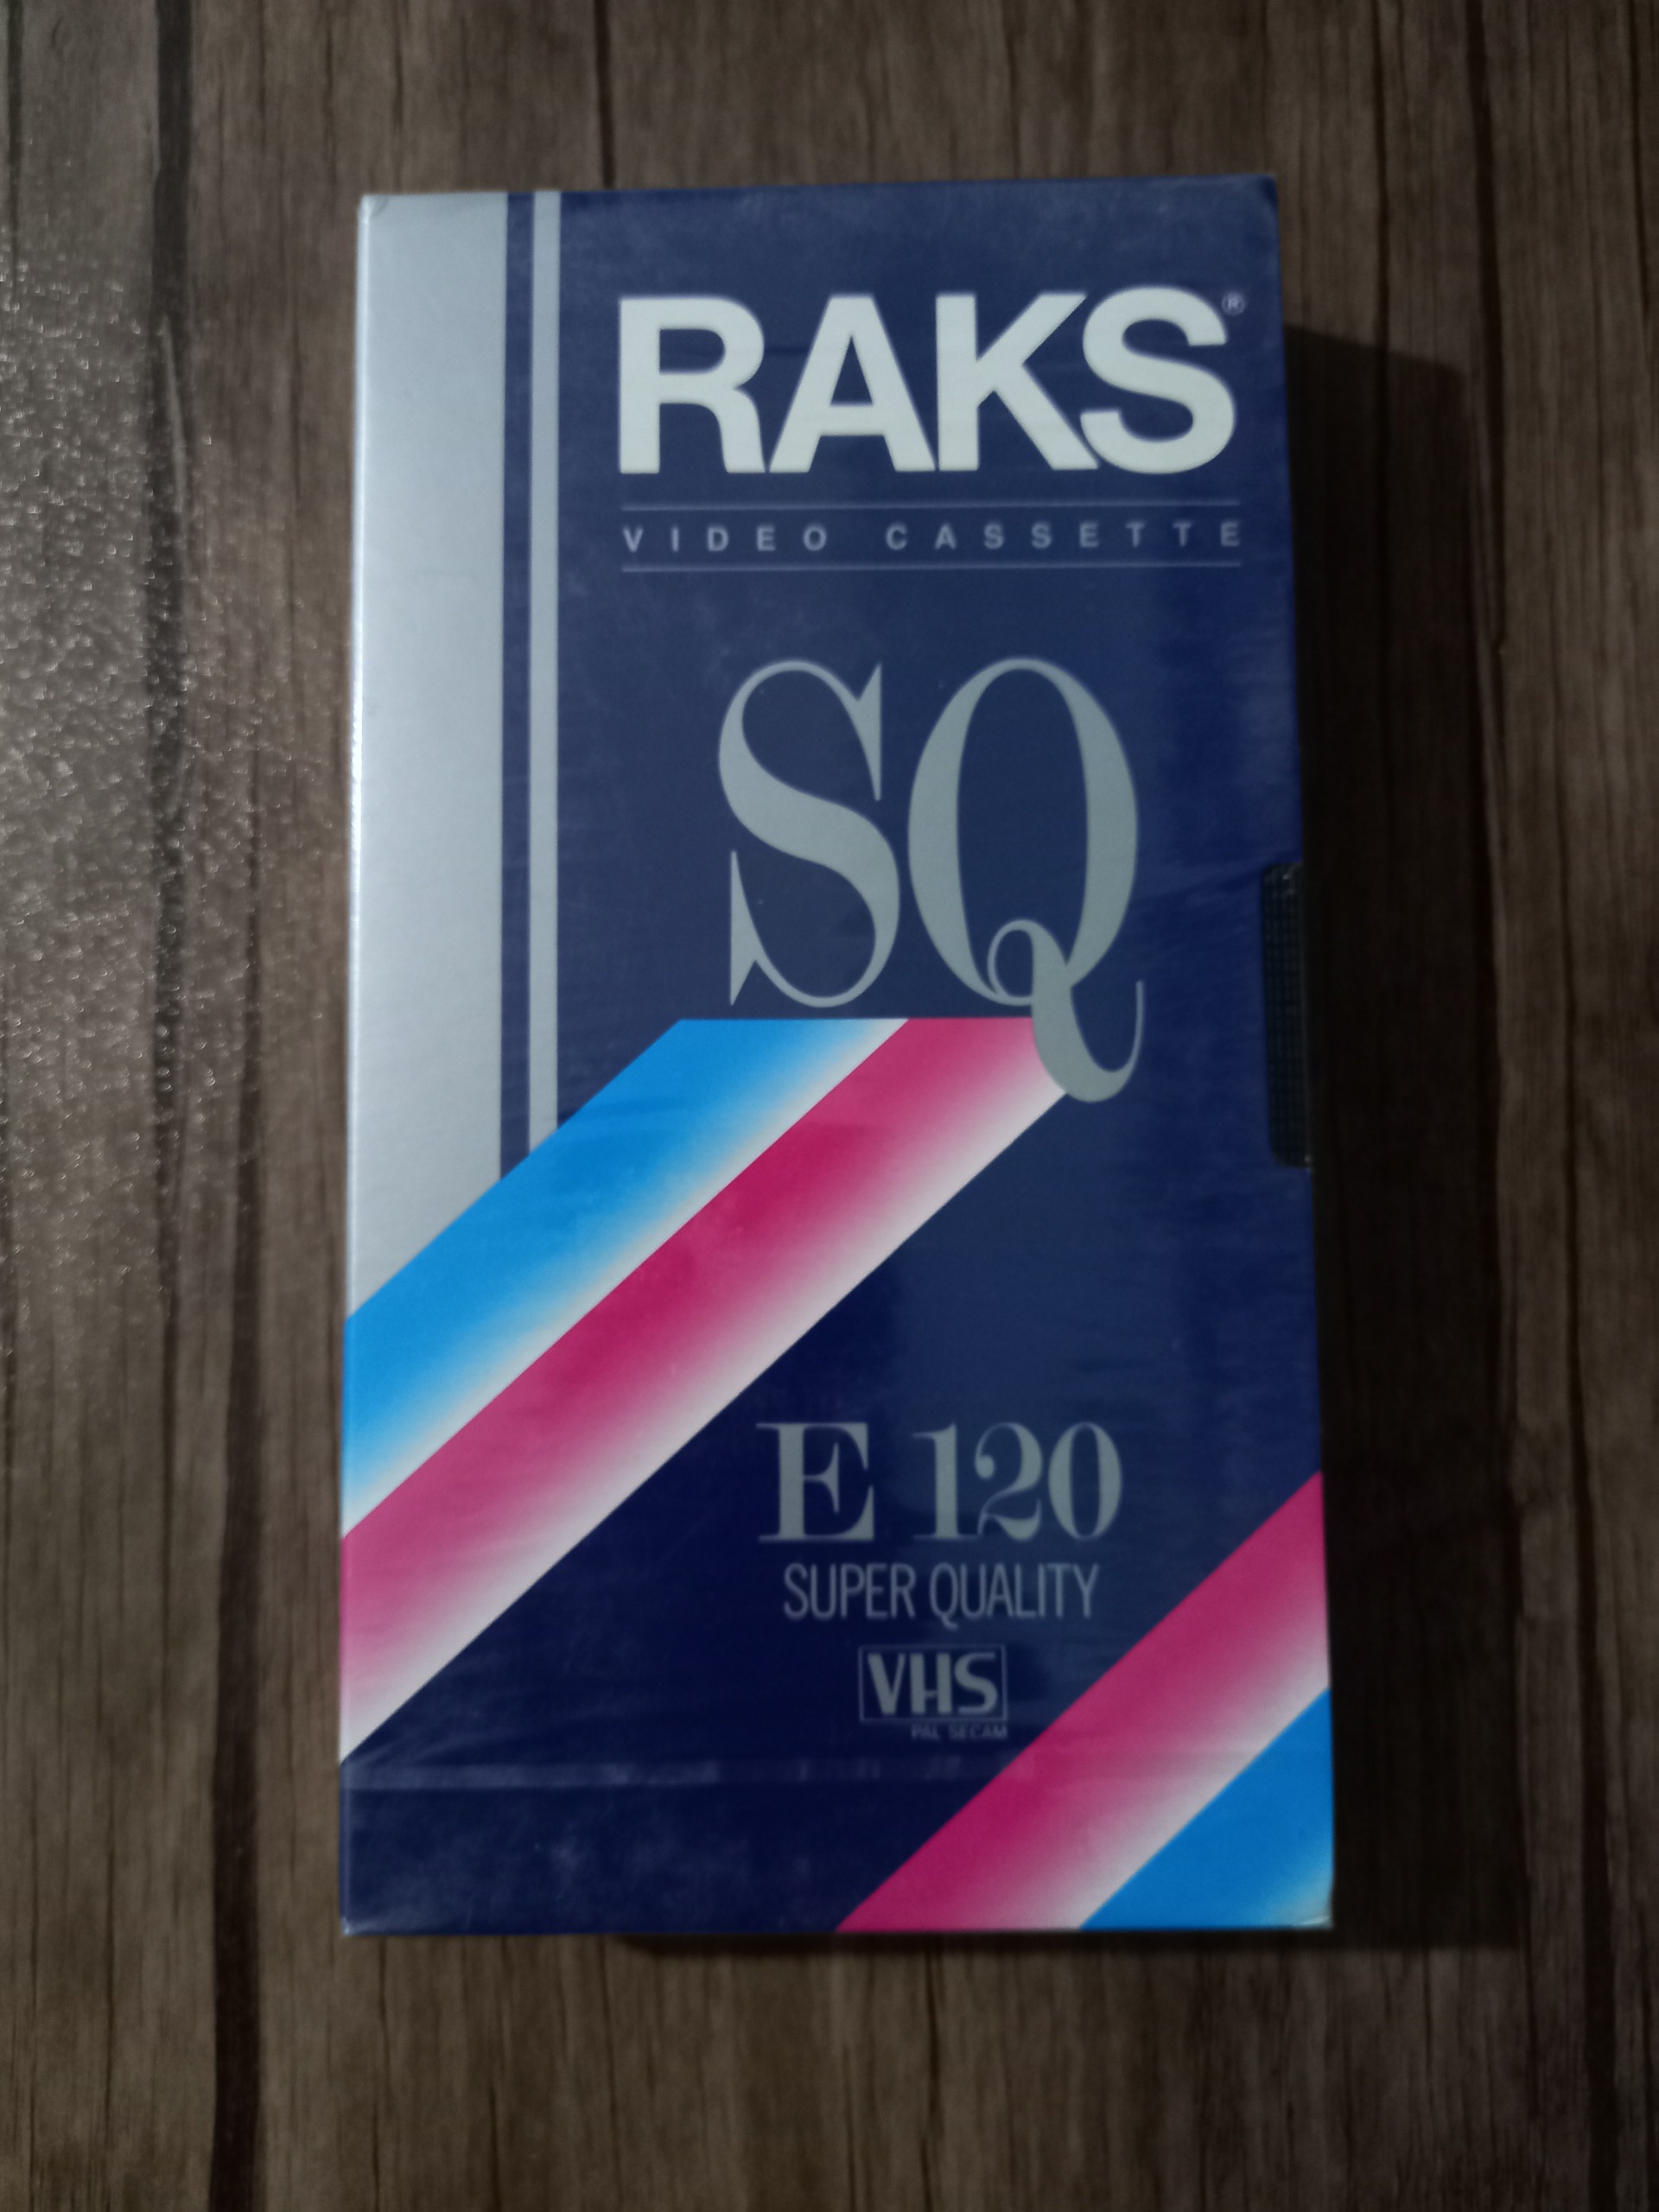 RAKS®
VIDEO CASSETTE
SQ
E 120
SUPER QUALITY
VHS
PAL SECAM